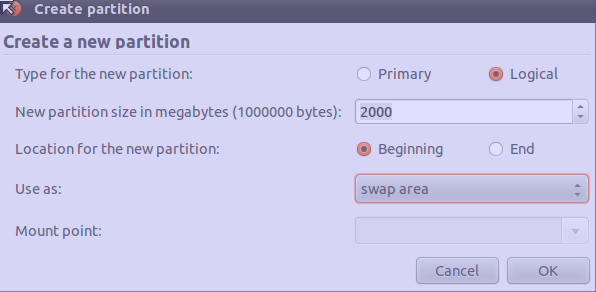 Create partition
Create a new partition
Type for the new partition: Primary Logical
New partition size in megabytes (1000000 bytes): 2000
Location for the new partition: Beginning End
Use as: swap area
Mount point:
Cancel OK